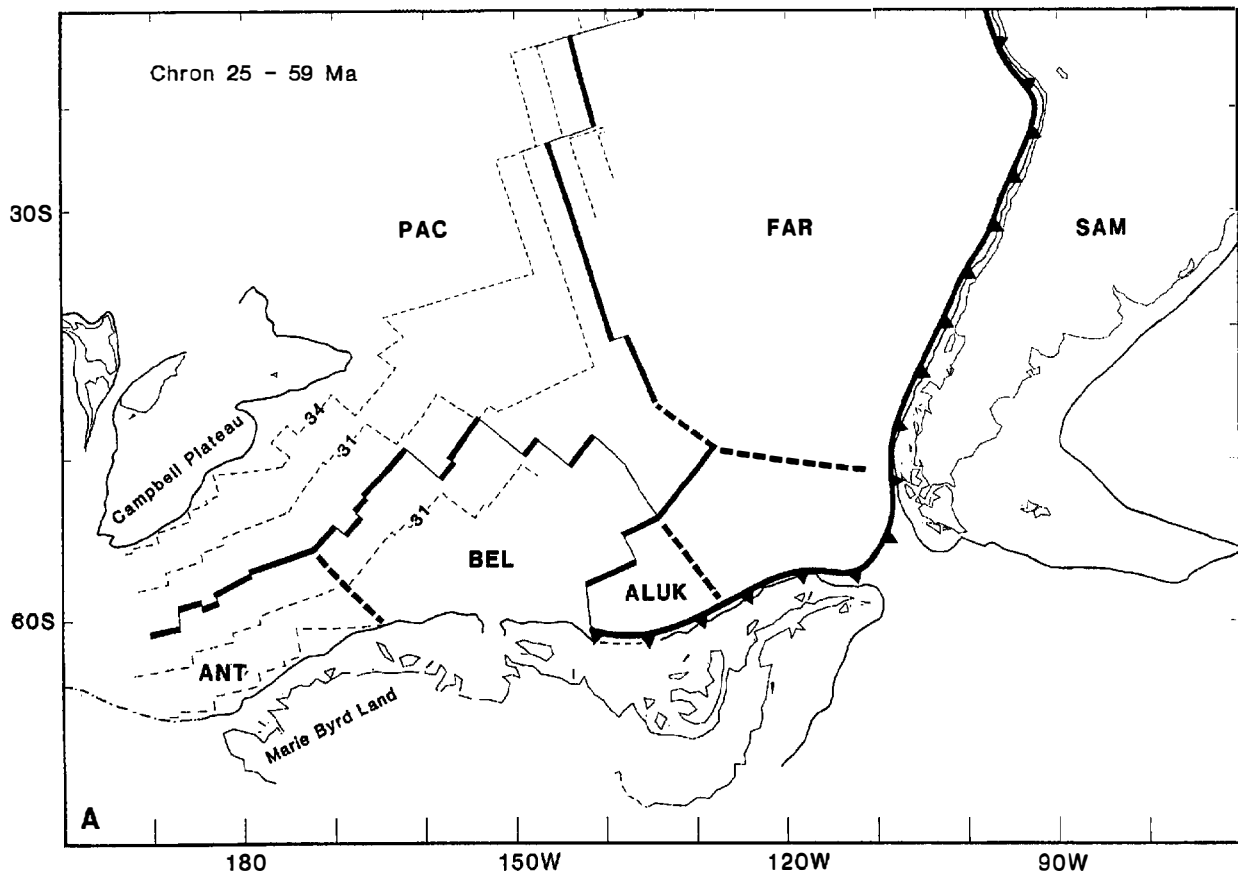 Chron 25 - 59 Ma
30S
PAC
FAR
SAM
34
Campbell Plateau
31
31
BEL
ALUK
60S
ANT
Marie Byrd Land
A
180
150W
120W
90W